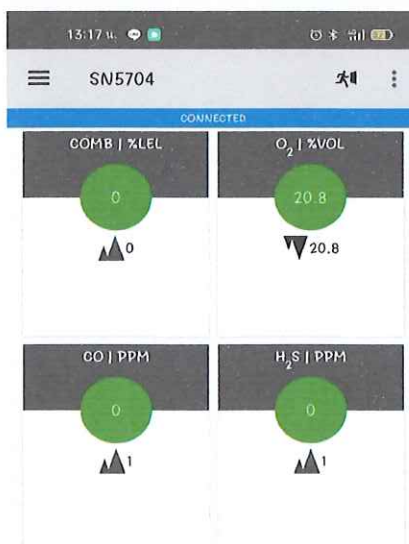 13:17 น.
SN5704
CONNECTED
COMB | %LEL
O₂ | %VOL
0
20.8
0
20.8
CO | PPM
H₂S | PPM
0
0
1
1